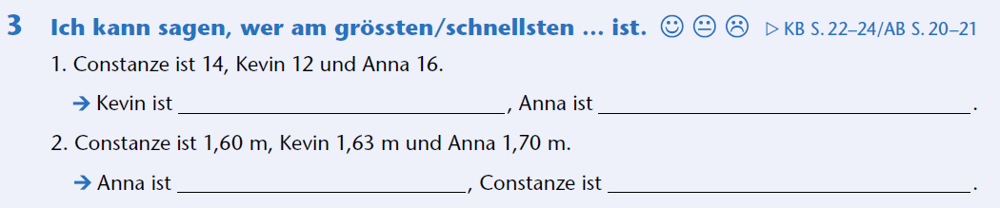 3 Ich kann sagen, wer am grössten/schnellsten ... ist. ▷ KB S. 22–24/AB S. 20–21
1. Constanze ist 14, Kevin 12 und Anna 16.
➔ Kevin ist ____________________, Anna ist ____________________.
2. Constanze ist 1,60 m, Kevin 1,63 m und Anna 1,70 m.
➔ Anna ist ____________________, Constanze ist ____________________.